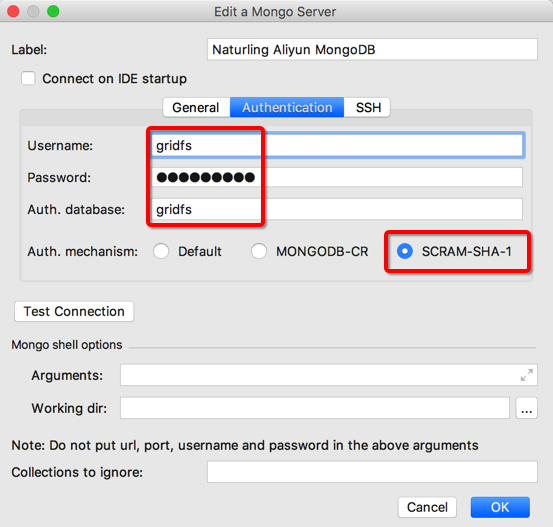 Edit a Mongo Server
Label: Naturling Aliyun MongoDB
Connect on IDE startup
General Authentication SSH
Username: gridfs
Password: ●●●●●●●●●
Auth. database: gridfs
Auth. mechanism: Default MONGODB-CR SCRAM-SHA-1
Test Connection
Mongo shell options
Arguments:
Working dir: ...
Note: Do not put url, port, username and password in the above arguments
Collections to ignore:
Cancel OK